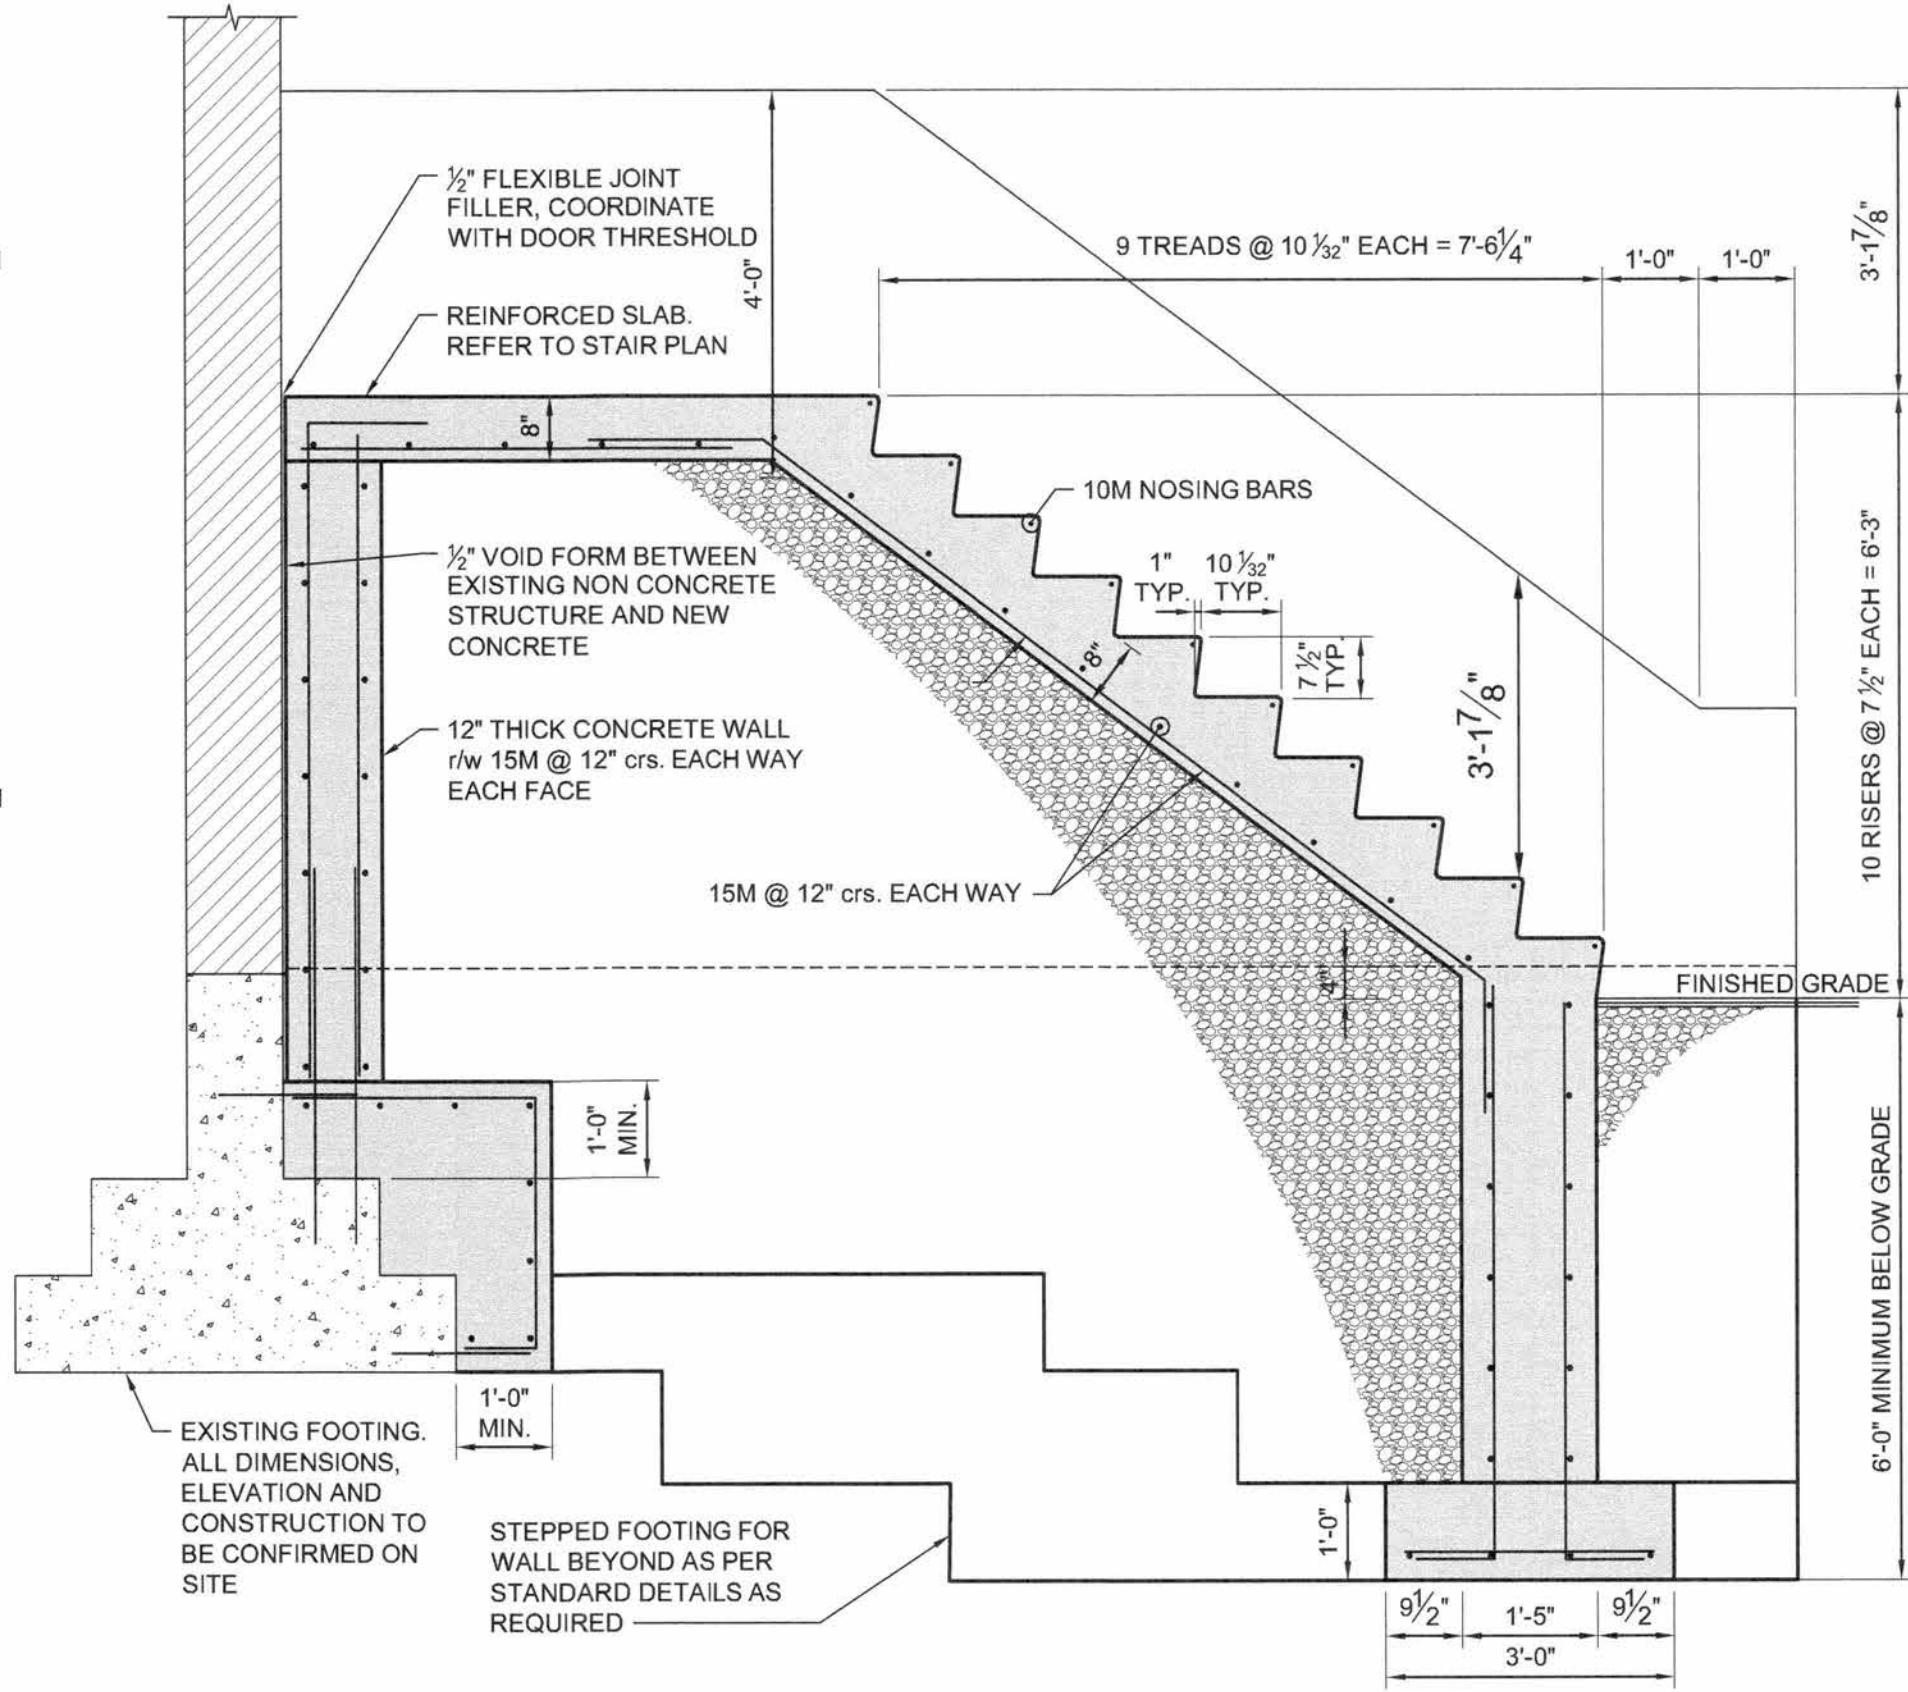 ½" FLEXIBLE JOINT
FILLER, COORDINATE
WITH DOOR THRESHOLD
4'-0"
REINFORCED SLAB.
REFER TO STAIR PLAN
9 TREADS @ 10 1/32" EACH = 7'-6¼"
1'-0"
1'-0"
3'-1⅞"
8"
10M NOSING BARS
½" VOID FORM BETWEEN
EXISTING NON CONCRETE
STRUCTURE AND NEW
CONCRETE
1"
TYP.
10 1/32"
TYP.
7 ½"
TYP.
8"
3'-1⅞"
10 RISERS @ 7 ½" EACH = 6'-3"
12" THICK CONCRETE WALL
r/w 15M @ 12" crs. EACH WAY
EACH FACE
15M @ 12" crs. EACH WAY
4"
FINISHED GRADE
1'-0"
MIN.
6'-0" MINIMUM BELOW GRADE
1'-0"
MIN.
EXISTING FOOTING.
ALL DIMENSIONS,
ELEVATION AND
CONSTRUCTION TO
BE CONFIRMED ON
SITE
STEPPED FOOTING FOR
WALL BEYOND AS PER
STANDARD DETAILS AS
REQUIRED
1'-0"
9½"
1'-5"
9½"
3'-0"